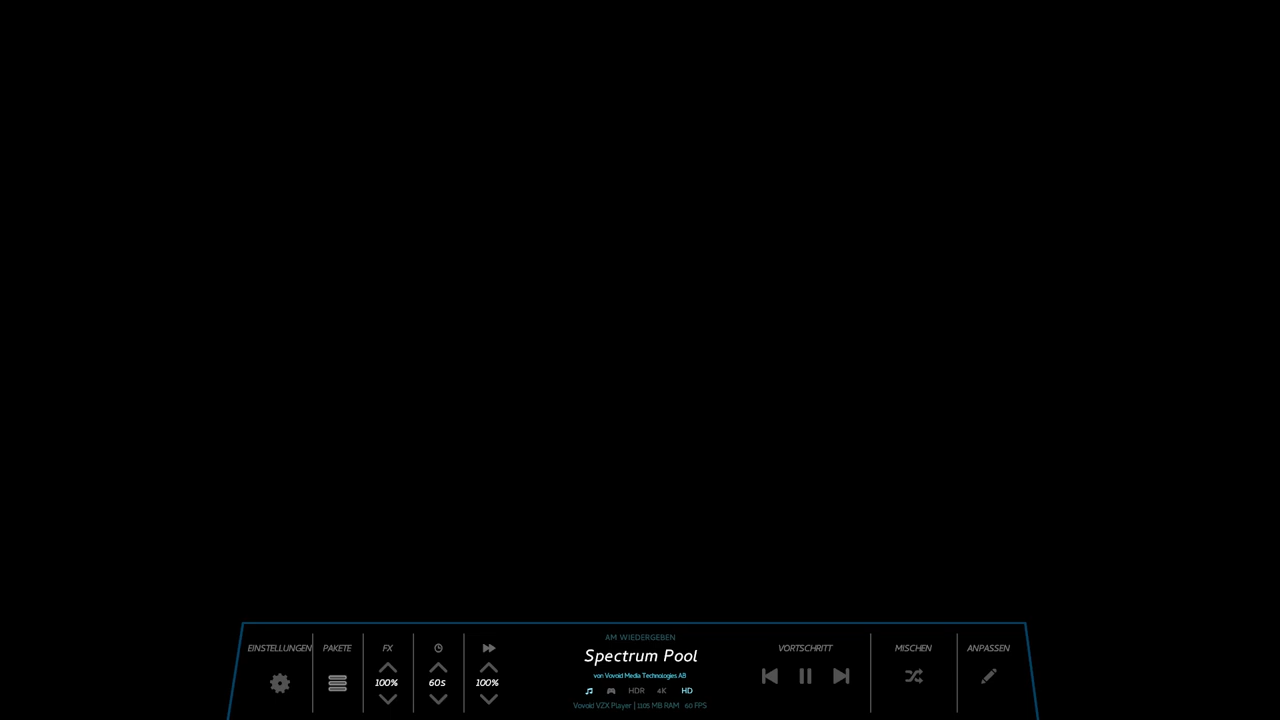 EINSTELLUNGEN
PAKETE
FX
100%
60s
100%
AM WIEDERGEBEN
Spectrum Pool
von Vovoid Media Technologies AB
HDR 4K HD
Vovoid VZX Player | 1105 MB RAM 60 FPS
VORTSCHRITT
MISCHEN
ANPASSEN